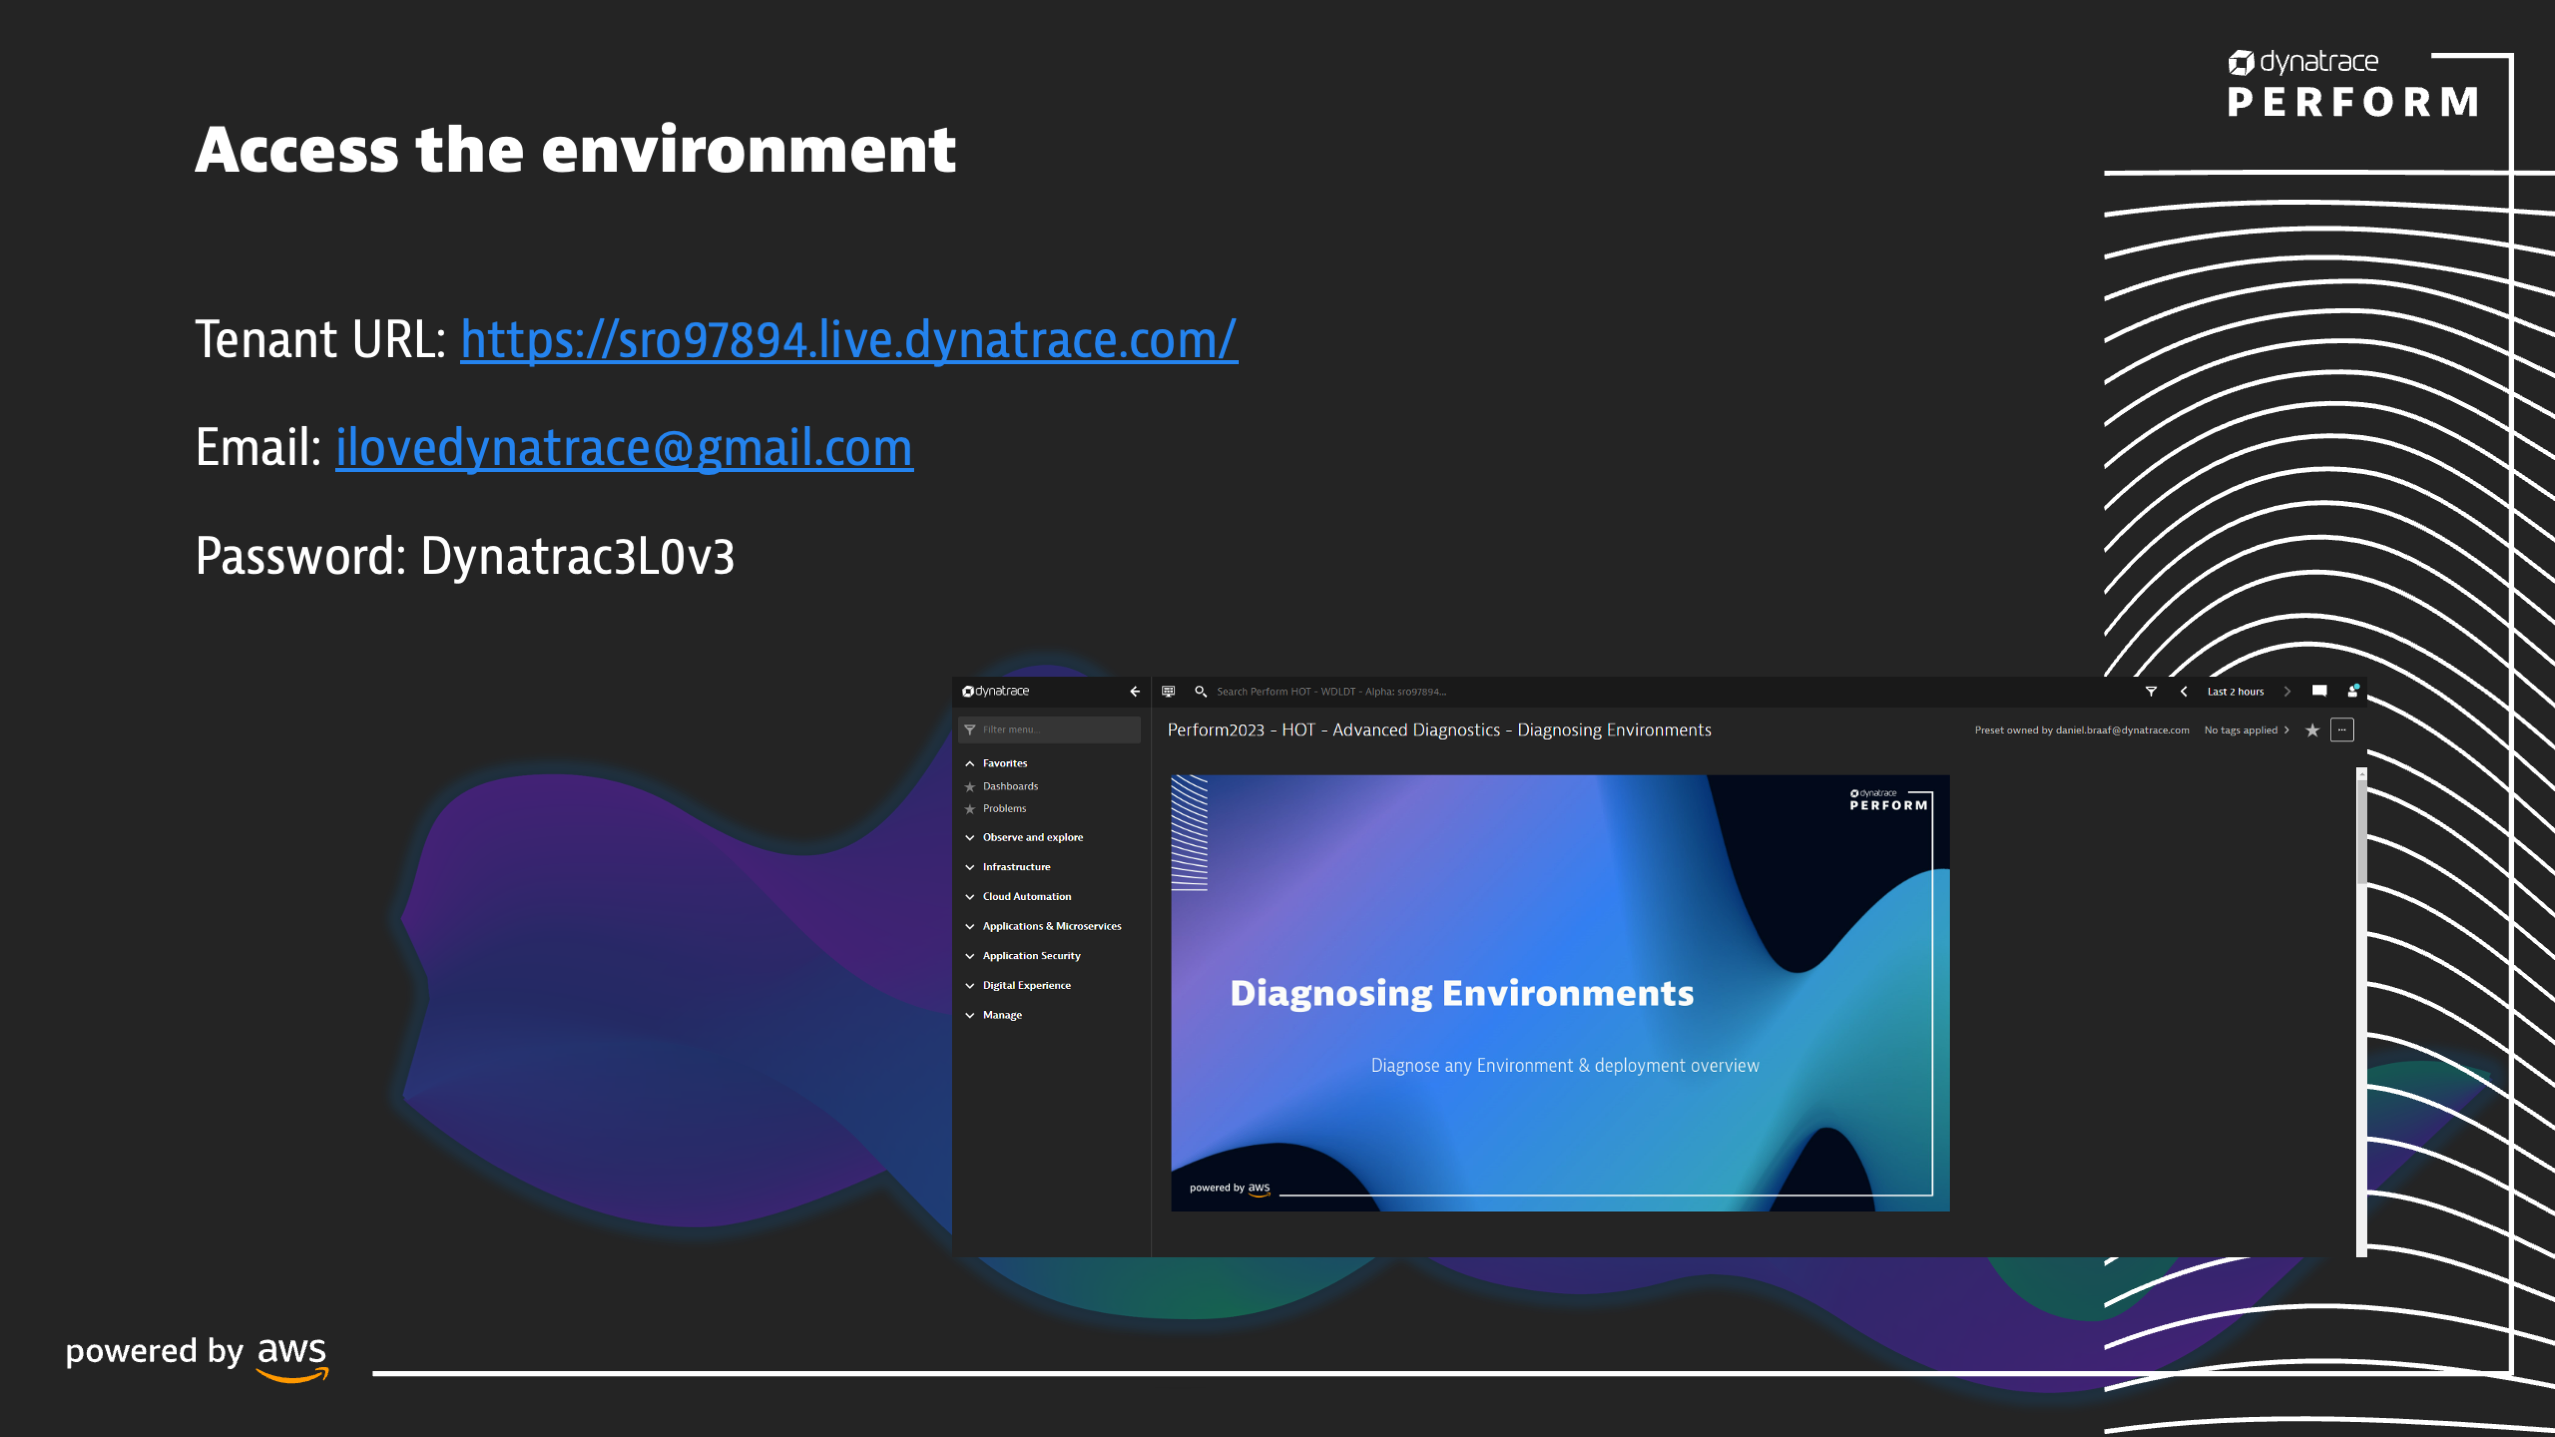 dynatrace
PERFORM
Access the environment
Tenant URL: https://sro97894.live.dynatrace.com/
Email: ilovedynatrace@gmail.com
Password: Dynatrac3L0v3
dynatrace
Search Perform HOT - WDLDT - Alpha: sro97894...
Last 2 hours
Filter menu...
Perform2023 - HOT - Advanced Diagnostics - Diagnosing Environments
Preset owned by daniel.braaf@dynatrace.com
No tags applied
Favorites
Dashboards
Problems
Observe and explore
Infrastructure
Cloud Automation
Applications & Microservices
Application Security
Digital Experience
Manage
dynatrace
PERFORM
Diagnosing Environments
Diagnose any Environment & deployment overview
powered by aws
powered by aws